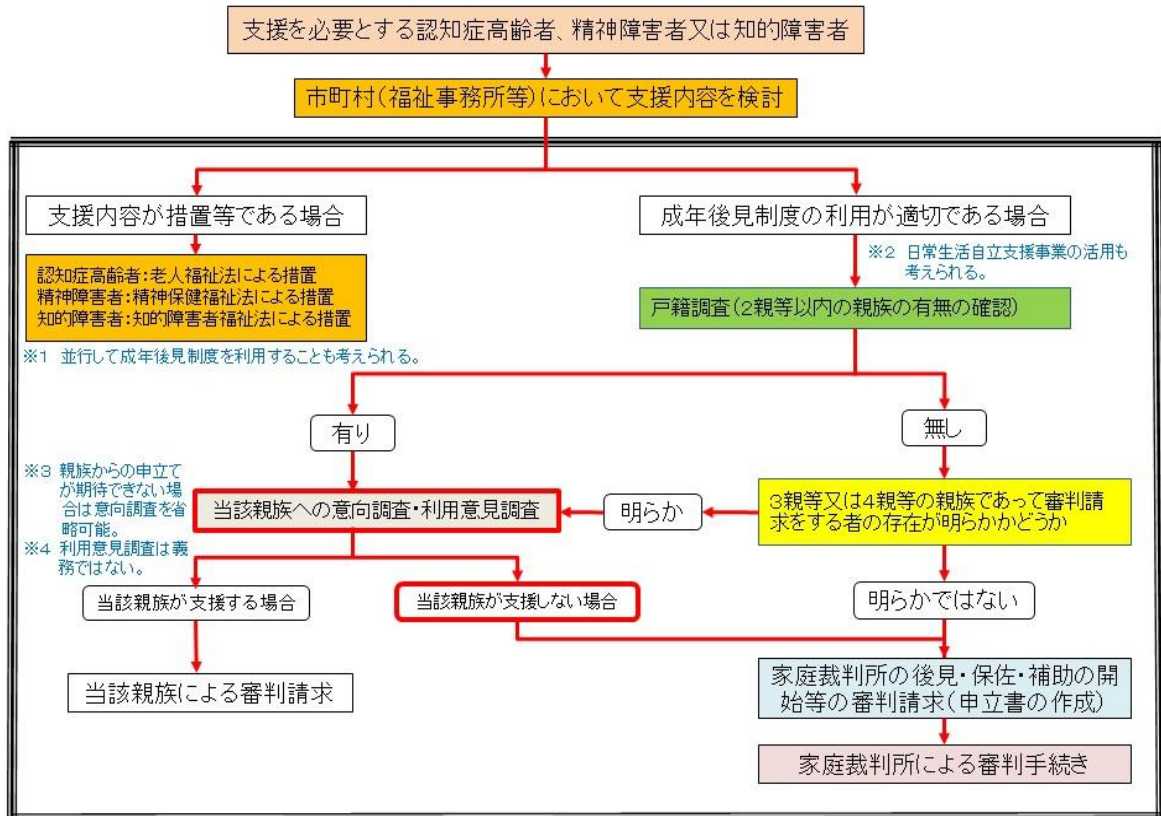 支援を必要とする認知症高齢者、精神障害者又は知的障害者
市町村(福祉事務所等)において支援内容を検討
支援内容が措置等である場合
成年後見制度の利用が適切である場合
※2 日常生活自立支援事業の活用も
考えられる。
認知症高齢者:老人福祉法による措置
精神障害者:精神保健福祉法による措置
知的障害者:知的障害者福祉法による措置
戸籍調査(2親等以内の親族の有無の確認)
※1 並行して成年後見制度を利用することも考えられる。
有り
無し
※3 親族からの申立て
が期待できない場
合は意向調査を省
略可能。
※4 利用意見調査は義
務ではない。
当該親族への意向調査・利用意見調査
明らか
3親等又は4親等の親族であって審判請
求をする者の存在が明らかかどうか
当該親族が支援する場合
当該親族が支援しない場合
明らかではない
当該親族による審判請求
家庭裁判所の後見・保佐・補助の開
始等の審判請求(申立書の作成)
家庭裁判所による審判手続き